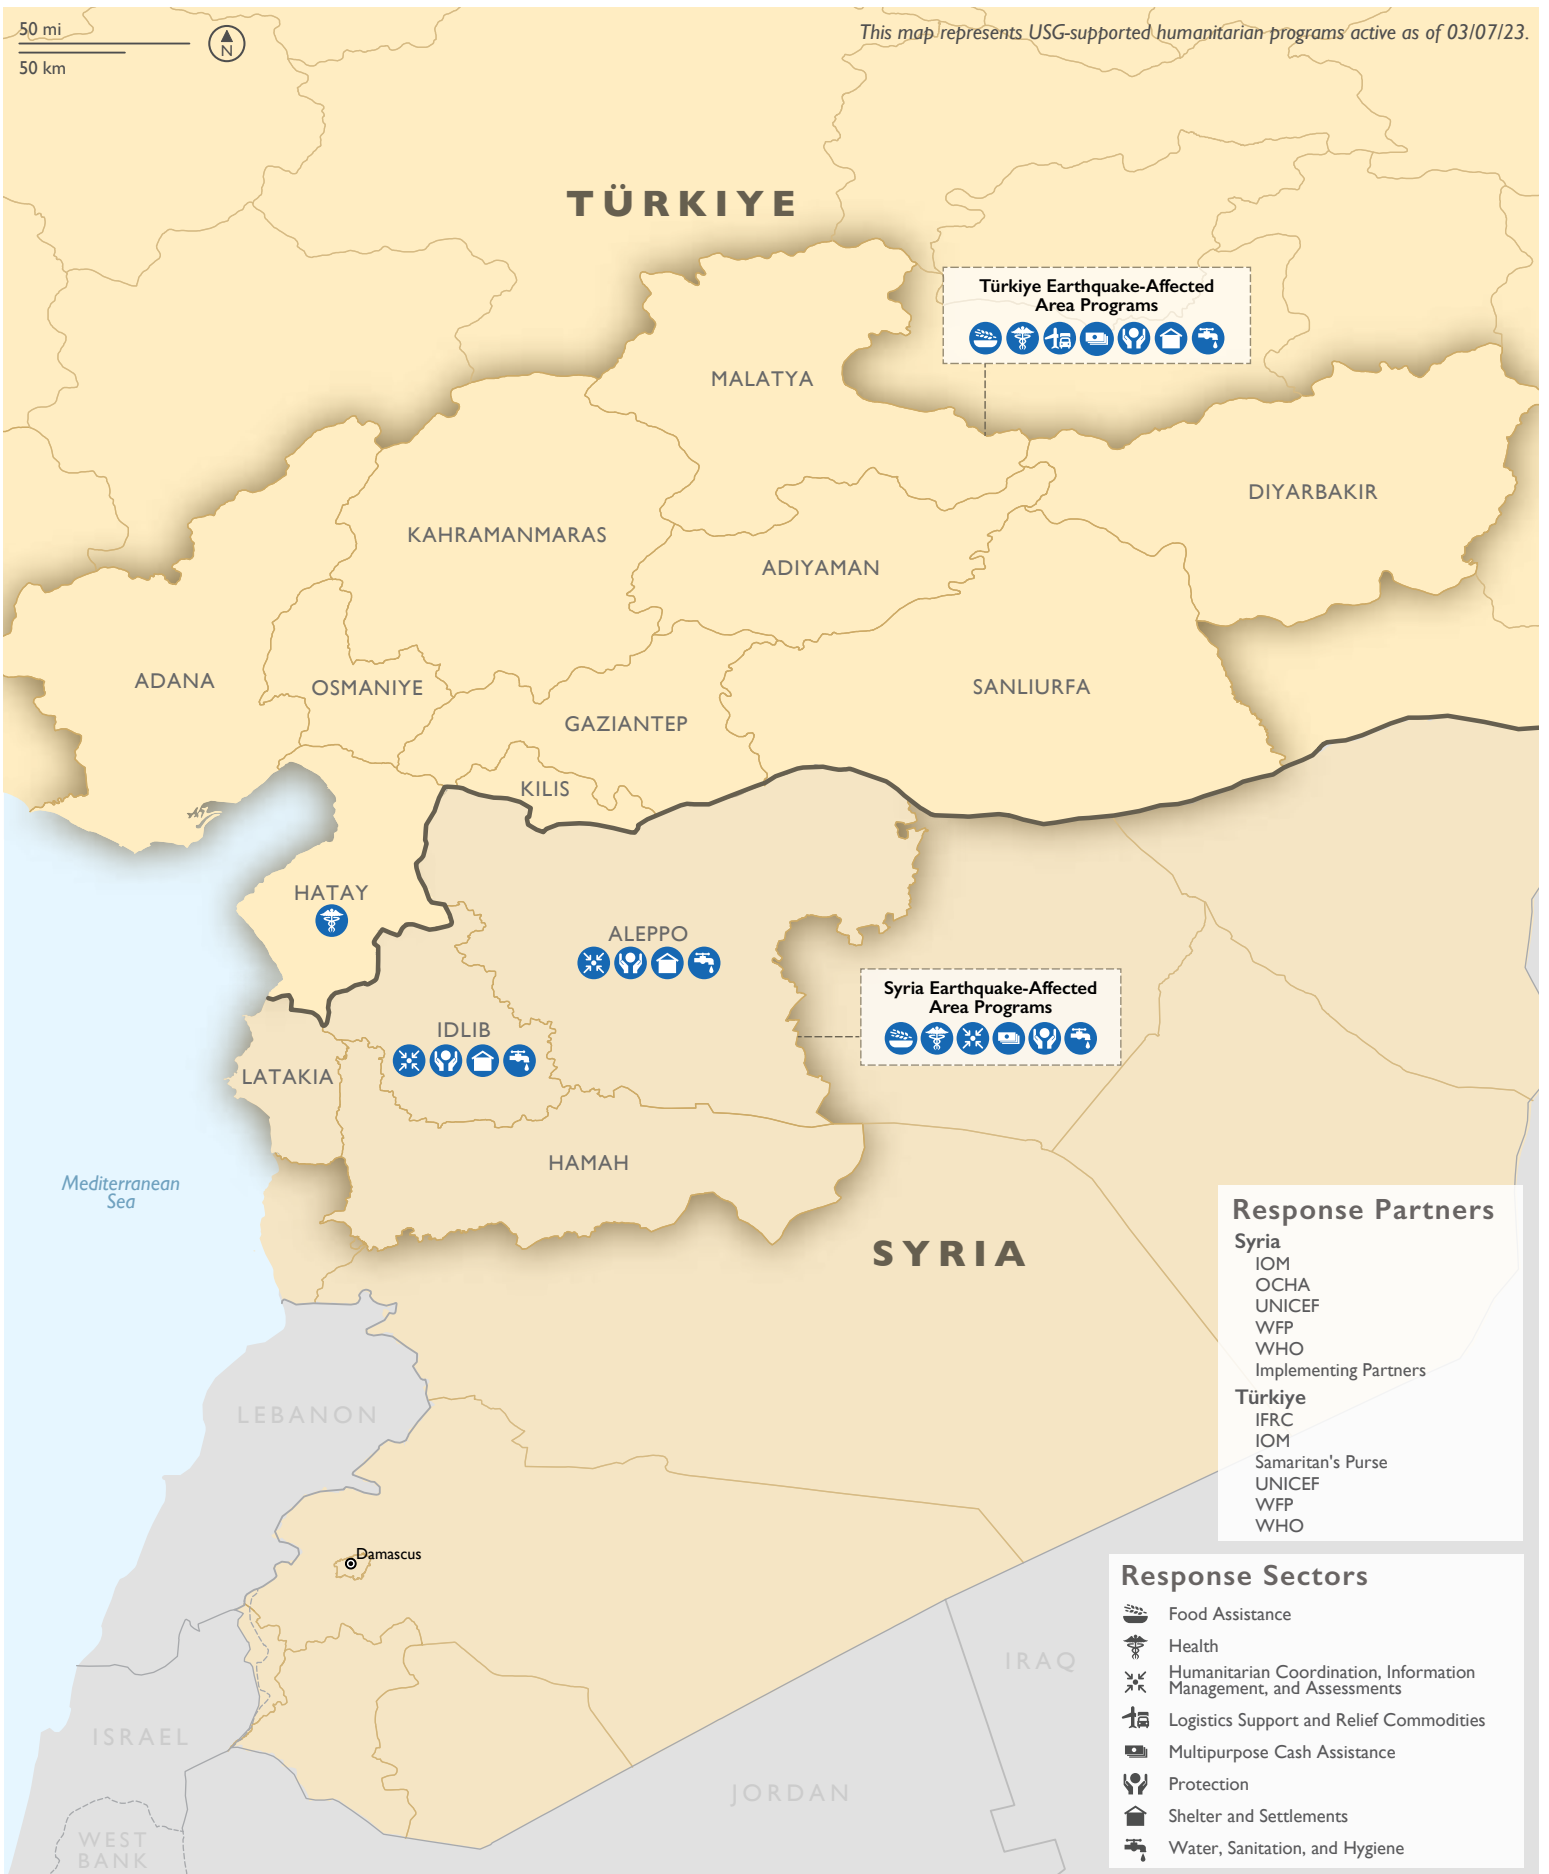 50 mi
50 km
N
This map represents USG-supported humanitarian programs active as of 03/07/23.
TÜRKIYE
Türkiye Earthquake-Affected
Area Programs
MALATYA
DIYARBAKIR
KAHRAMANMARAS
ADIYAMAN
ADANA
OSMANIYE
SANLIURFA
GAZIANTEP
KILIS
HATAY
ALEPPO
Syria Earthquake-Affected
Area Programs
IDLIB
LATAKIA
HAMAH
Mediterranean
Sea
SYRIA
Response Partners
Syria
IOM
OCHA
UNICEF
WFP
WHO
Implementing Partners
Türkiye
IFRC
IOM
Samaritan's Purse
UNICEF
WFP
WHO
LEBANON
Damascus
IRAQ
ISRAEL
JORDAN
WEST
BANK
Response Sectors
Food Assistance
Health
Humanitarian Coordination, Information
Management, and Assessments
Logistics Support and Relief Commodities
Multipurpose Cash Assistance
Protection
Shelter and Settlements
Water, Sanitation, and Hygiene